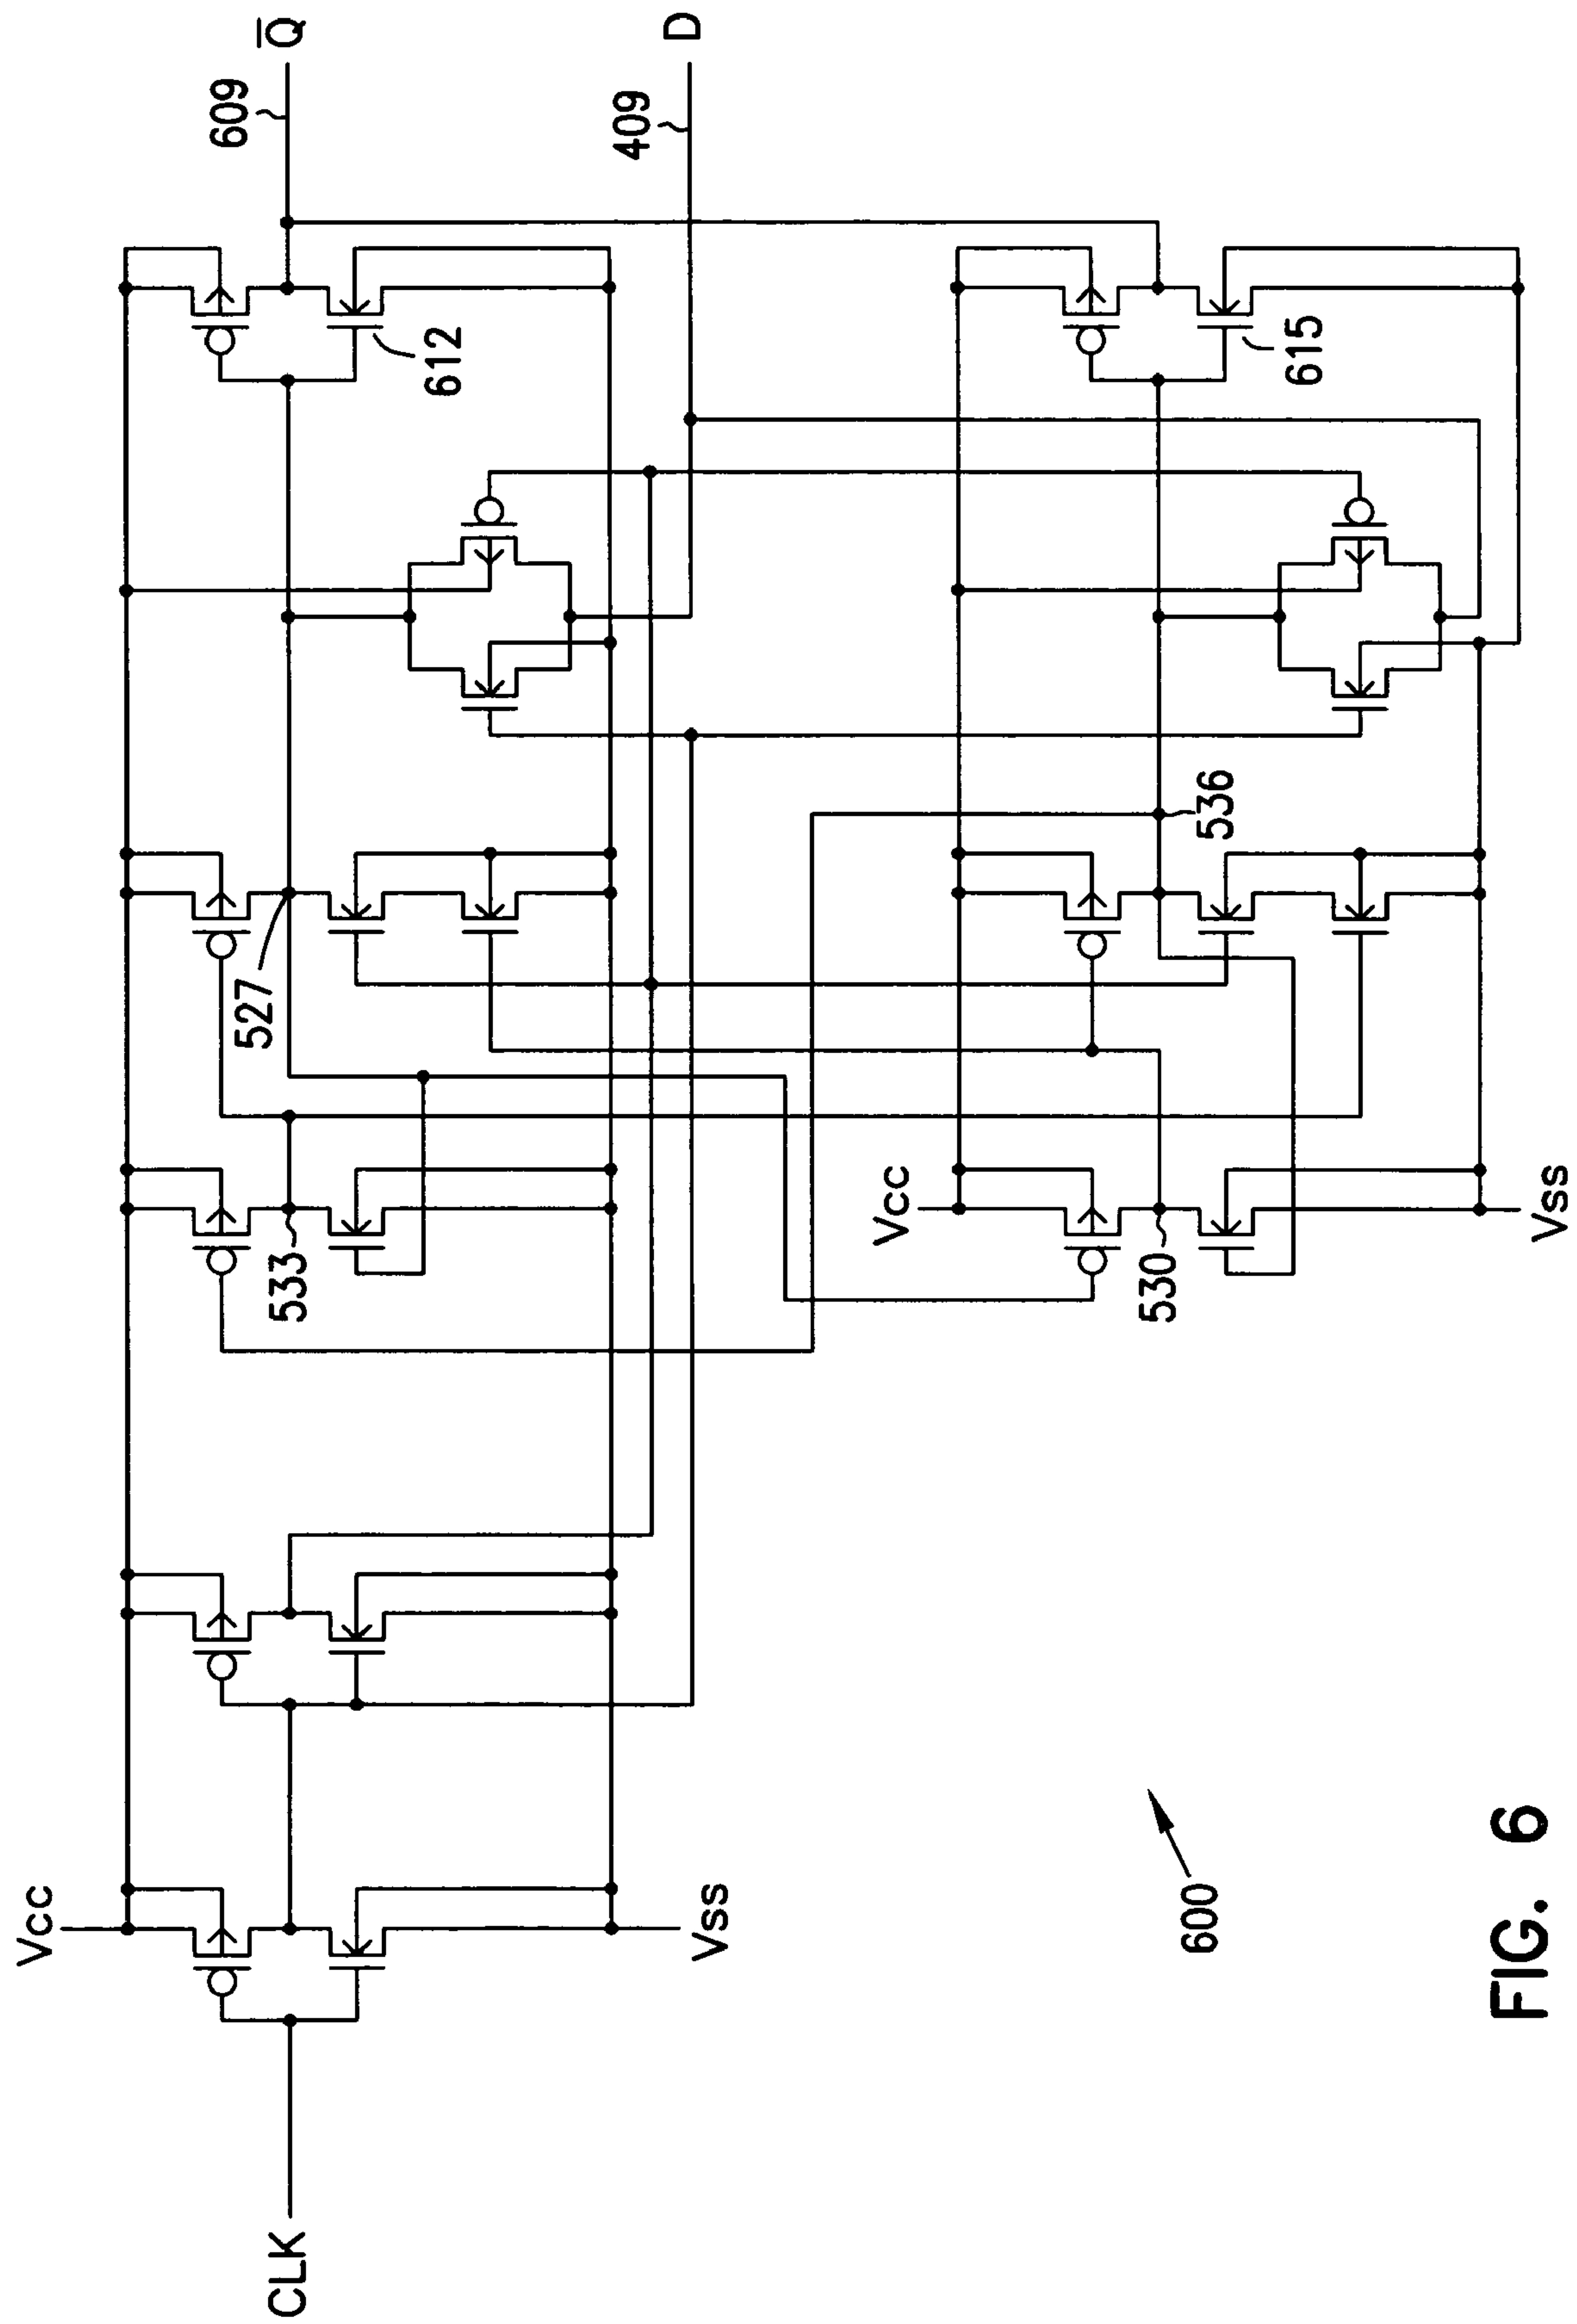 Q̅
609
D
409
612
615
527
536
533
Vcc
530
Vss
Vcc
Vss
600
CLK
FIG. 6